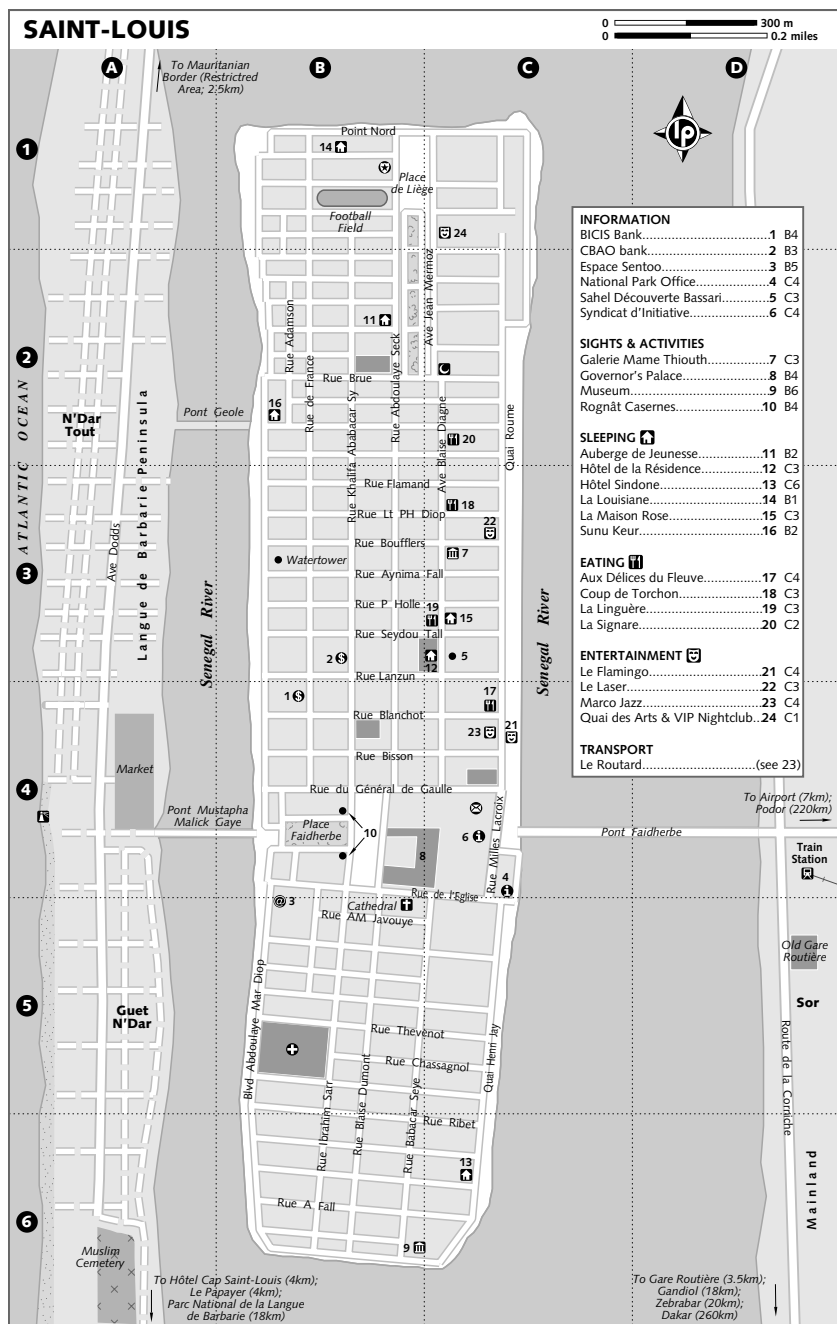 SAINT-LOUIS
0 300 m
0 0.2 miles
A
B
C
D
To Mauritanian
Border (Restrictred
Area; 2.5km)
lp
1
Point Nord
14
Place
de Liège
Football
Field
24
INFORMATION
BICIS Bank 1 B4
CBAO bank 2 B3
Espace Sentoo 3 B5
National Park Office 4 C4
Sahel Découverte Bassari 5 C3
Syndicat d'Initiative 6 C4
SIGHTS & ACTIVITIES
Galerie Mame Thiouth 7 C3
Governor's Palace 8 B4
Museum 9 B6
Rognât Casernes 10 B4
SLEEPING
Auberge de Jeunesse 11 B2
Hôtel de la Résidence 12 C3
Hôtel Sindone 13 C6
La Louisiane 14 B1
La Maison Rose 15 C3
Sunu Keur 16 B2
EATING
Aux Délices du Fleuve 17 C4
Coup de Torchon 18 C3
La Linguère 19 C3
La Signare 20 C2
ENTERTAINMENT
Le Flamingo 21 C4
Le Laser 22 C3
Marco Jazz 23 C4
Quai des Arts & VIP Nightclub 24 C1
TRANSPORT
Le Routard (see 23)
2
ATLANTIC OCEAN
N'Dar
Tout
Langue de Barbarie Peninsula
Pont Geole
Rue Adamson
11
Rue de France
Rue Brue
Rue Khalifa Ababacar Sy
Rue Abdoulaye Seck
Ave Jean Mermoz
Ave Blaise Diagne
Quai Roume
16
20
3
Ave Dodds
Senegal River
Rue Flamand
18
Rue Lt PH Diop
22
Rue Boufflers
7
Watertower
Rue Aynima Fall
Rue P Holle
19
15
Rue Seydou Tall
2
12
5
Rue Lanzun
Senegal River
1
17
Rue Blanchot
23
21
Rue Bisson
4
Market
Rue du Général de Gaulle
Pont Mustapha
Malick Gaye
Place
Faidherbe
10
8
6
Rue Milles Lacroix
4
Pont Faidherbe
To Airport (7km);
Podor (220km)
Train
Station
Rue de l'Eglise
3
Cathedral
Rue AM Javouye
Old Gare
Routière
5
Guet
N'Dar
Sor
Blvd Abdoulaye Mar Diop
Rue Thevenot
Rue Chassagnol
Quai Henri Jay
Route de la Corniche
Rue Ibrahim Sarr
Rue Blaise Dumont
Rue Babacar Seye
Rue Ribet
13
Mainland
6
Rue A Fall
9
Muslim
Cemetery
To Hôtel Cap Saint-Louis (4km);
Le Papayer (4km);
Parc National de la Langue
de Barbarie (18km)
To Gare Routière (3.5km);
Gandiol (18km);
Zebrabar (20km);
Dakar (260km)